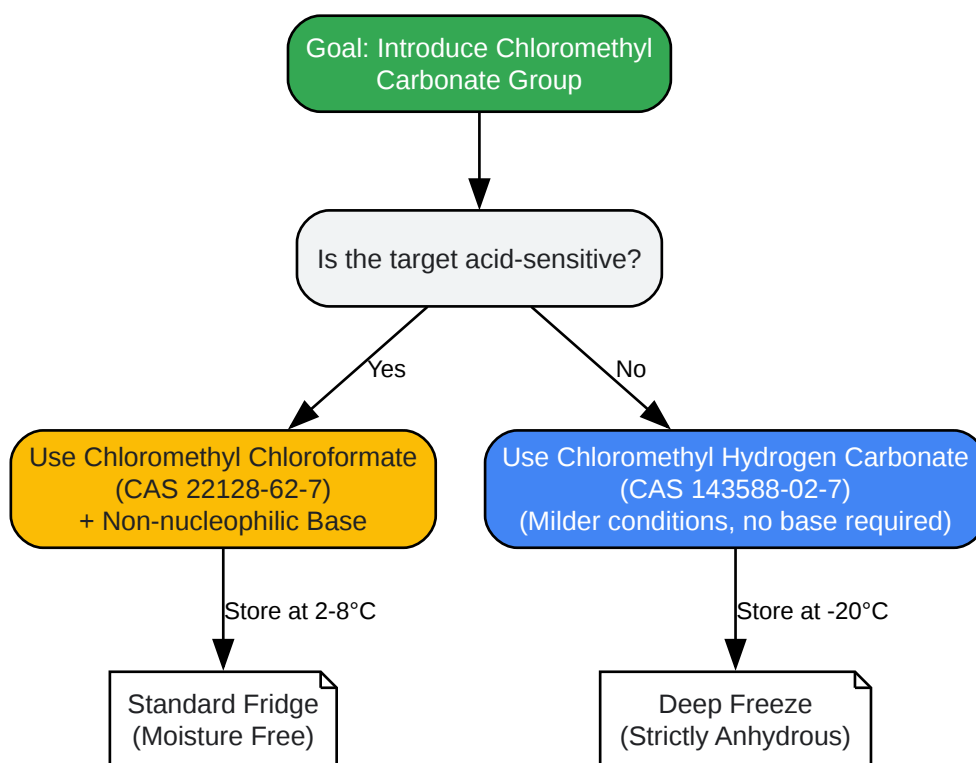 Goal: Introduce Chloromethyl
Carbonate Group
Is the target acid-sensitive?
Yes
No
Use Chloromethyl Chloroformate
(CAS 22128-62-7)
+ Non-nucleophilic Base
Use Chloromethyl Hydrogen Carbonate
(CAS 143588-02-7)
(Milder conditions, no base required)
Store at 2-8°C
Store at -20°C
Standard Fridge
(Moisture Free)
Deep Freeze
(Strictly Anhydrous)